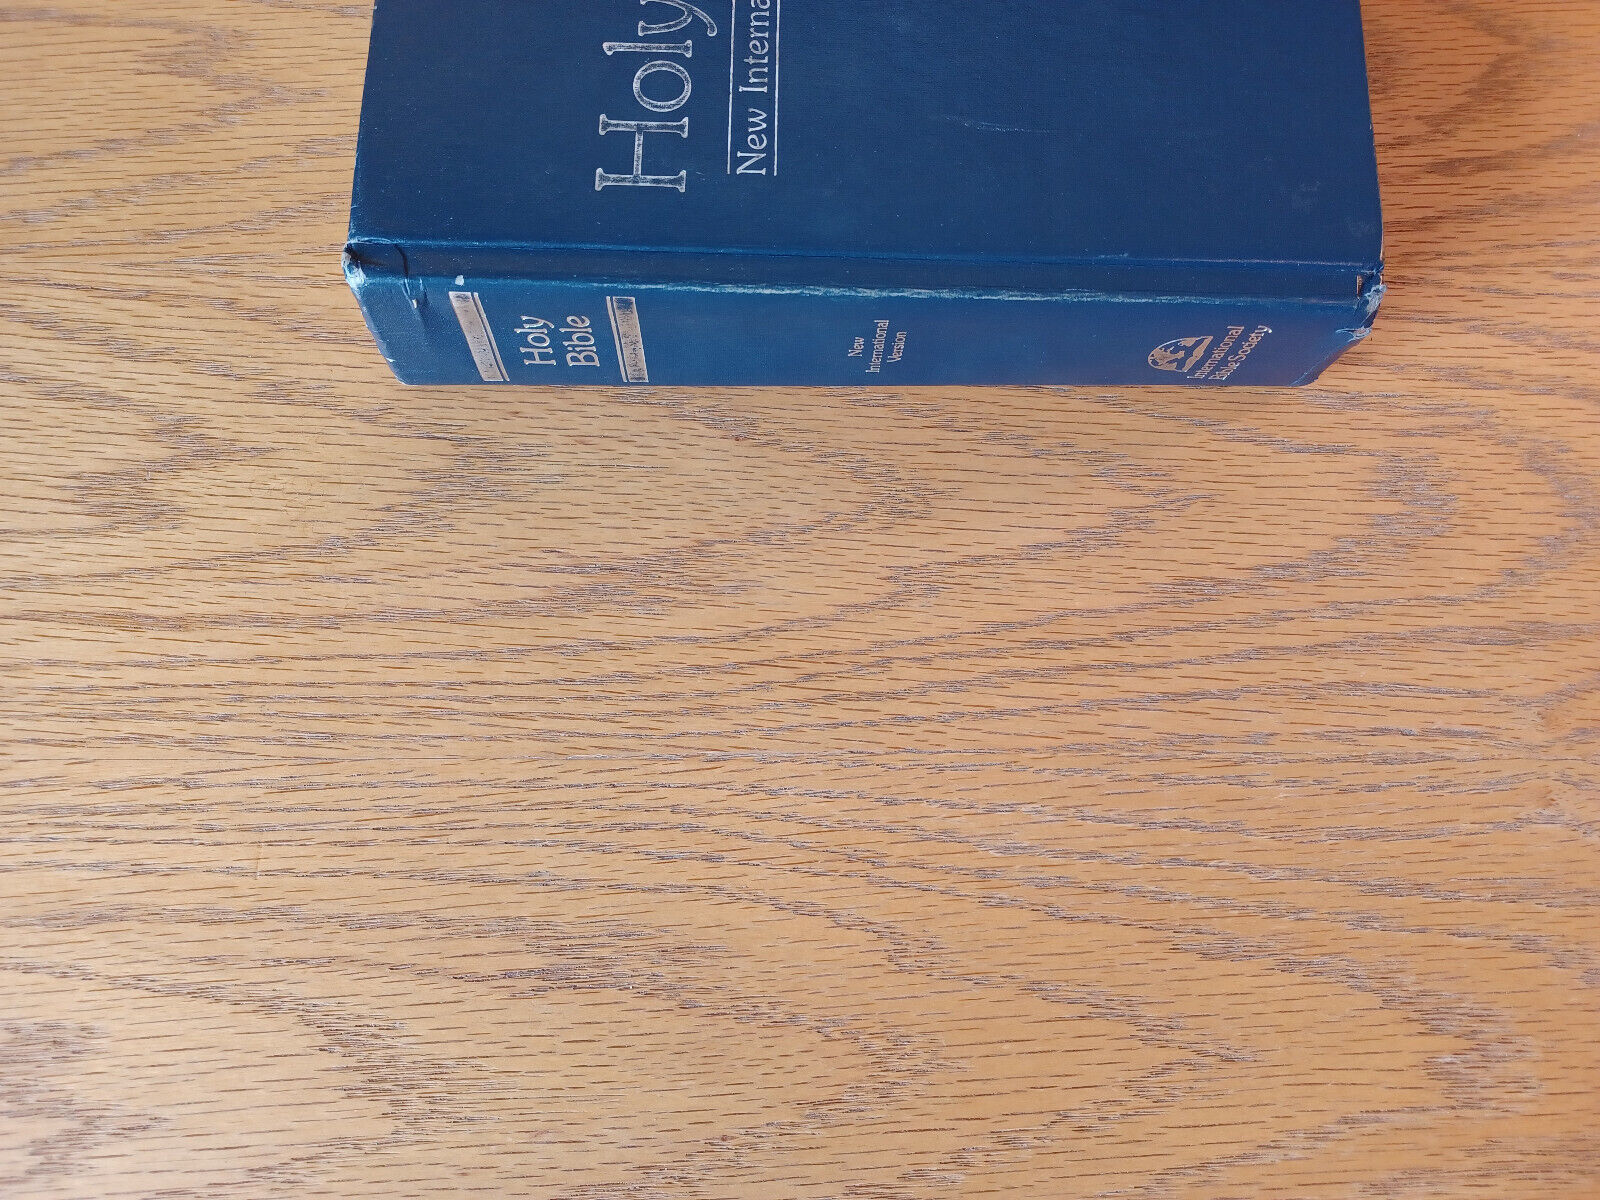 Holy
New Interna
Holy
Bible
New
International
Version
International
Bible Society